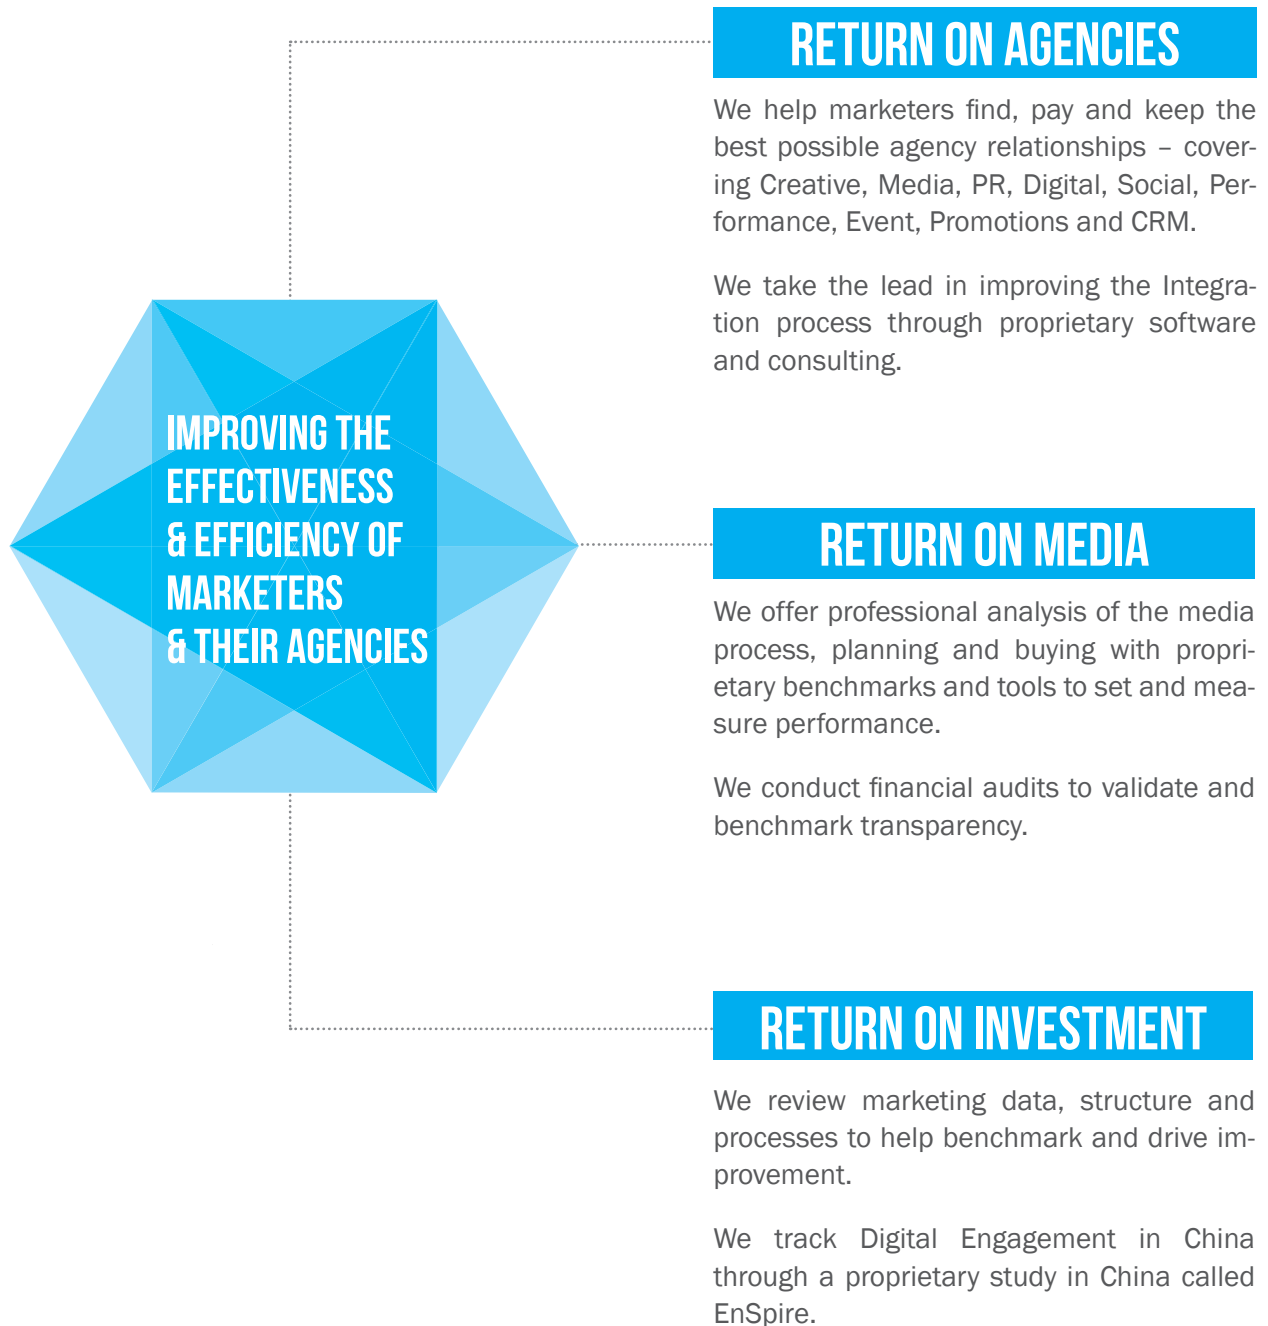 RETURN ON AGENCIES
We help marketers find, pay and keep the
best possible agency relationships – cover-
ing Creative, Media, PR, Digital, Social, Per-
formance, Event, Promotions and CRM.
We take the lead in improving the Integra-
tion process through proprietary software
and consulting.
IMPROVING THE
EFFECTIVENESS
& EFFICIENCY OF
MARKETERS
& THEIR AGENCIES
RETURN ON MEDIA
We offer professional analysis of the media
process, planning and buying with propri-
etary benchmarks and tools to set and mea-
sure performance.
We conduct financial audits to validate and
benchmark transparency.
RETURN ON INVESTMENT
We review marketing data, structure and
processes to help benchmark and drive im-
provement.
We track Digital Engagement in China
through a proprietary study in China called
EnSpire.